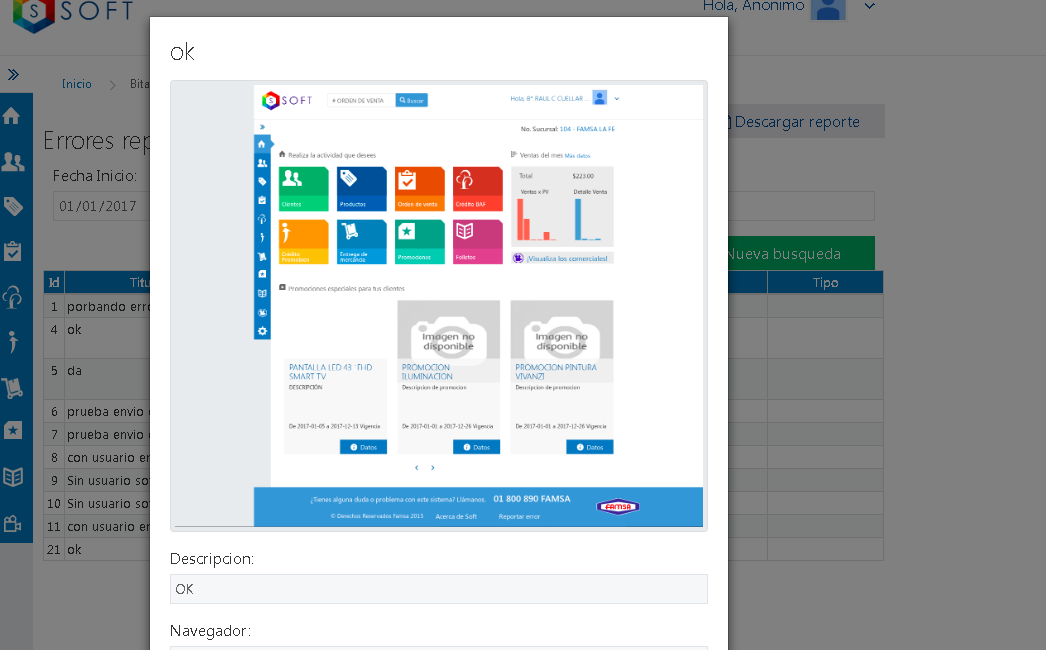 SOFT
Hola, Anonimo
Inicio
Bita
Errores rep
Descargar reporte
Fecha Inicio:
01/01/2017
Nueva busqueda
Id Titu Tipo
1 porbando erro
4 ok
5 da
6 prueba envio
7 prueba envio
8 con usuario en
9 Sin usuario so
10 Sin usuario so
11 con usuario en
21 ok
ok
SOFT
# ORDEN DE VENTA
Buscar
Hola, B° RAUL C CUELLAR ...
No. Sucursal: 104 - FAMSA LA FE
Realiza la actividad que desees
Ventas del mes Más datos
Clientes
Productos
Orden de venta
Crédito BAF
Total $223.00
Ventas x PV Detalle Venta
Crédito Promotores
Entrega de mercancía
Promociones
Folletos
¡Visualiza los comerciales!
Promociones especiales para tus clientes
Imagen no disponible
Imagen no disponible
PANTALLA LED 43 FHD
SMART TV
DESCRIPCIÓN
De 2017-01-05 a 2017-12-13 Vigencia
Datos
PROMOCION
ILUMINACION
Descripcion de promocion
De 2017-01-01 a 2017-12-26 Vigencia
Datos
PROMOCION PINTURA
VIVANZI
Descripcion de promocion
De 2017-01-01 a 2017-12-26 Vigencia
Datos
¿Tienes alguna duda o problema con este sistema? Llámanos. 01 800 890 FAMSA
FAMSA
© Derechos Reservados Famsa 2015 Acerca de Soft Reportar error
Descripcion:
OK
Navegador: